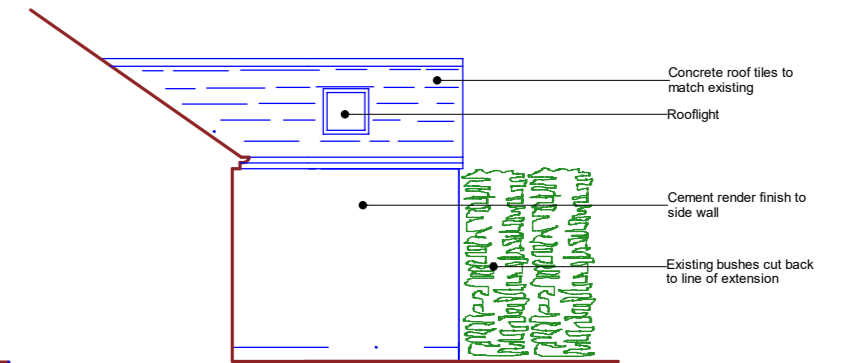 Concrete roof tiles to
match existing
Rooflight
Cement render finish to
side wall
Existing bushes cut back
to line of extension